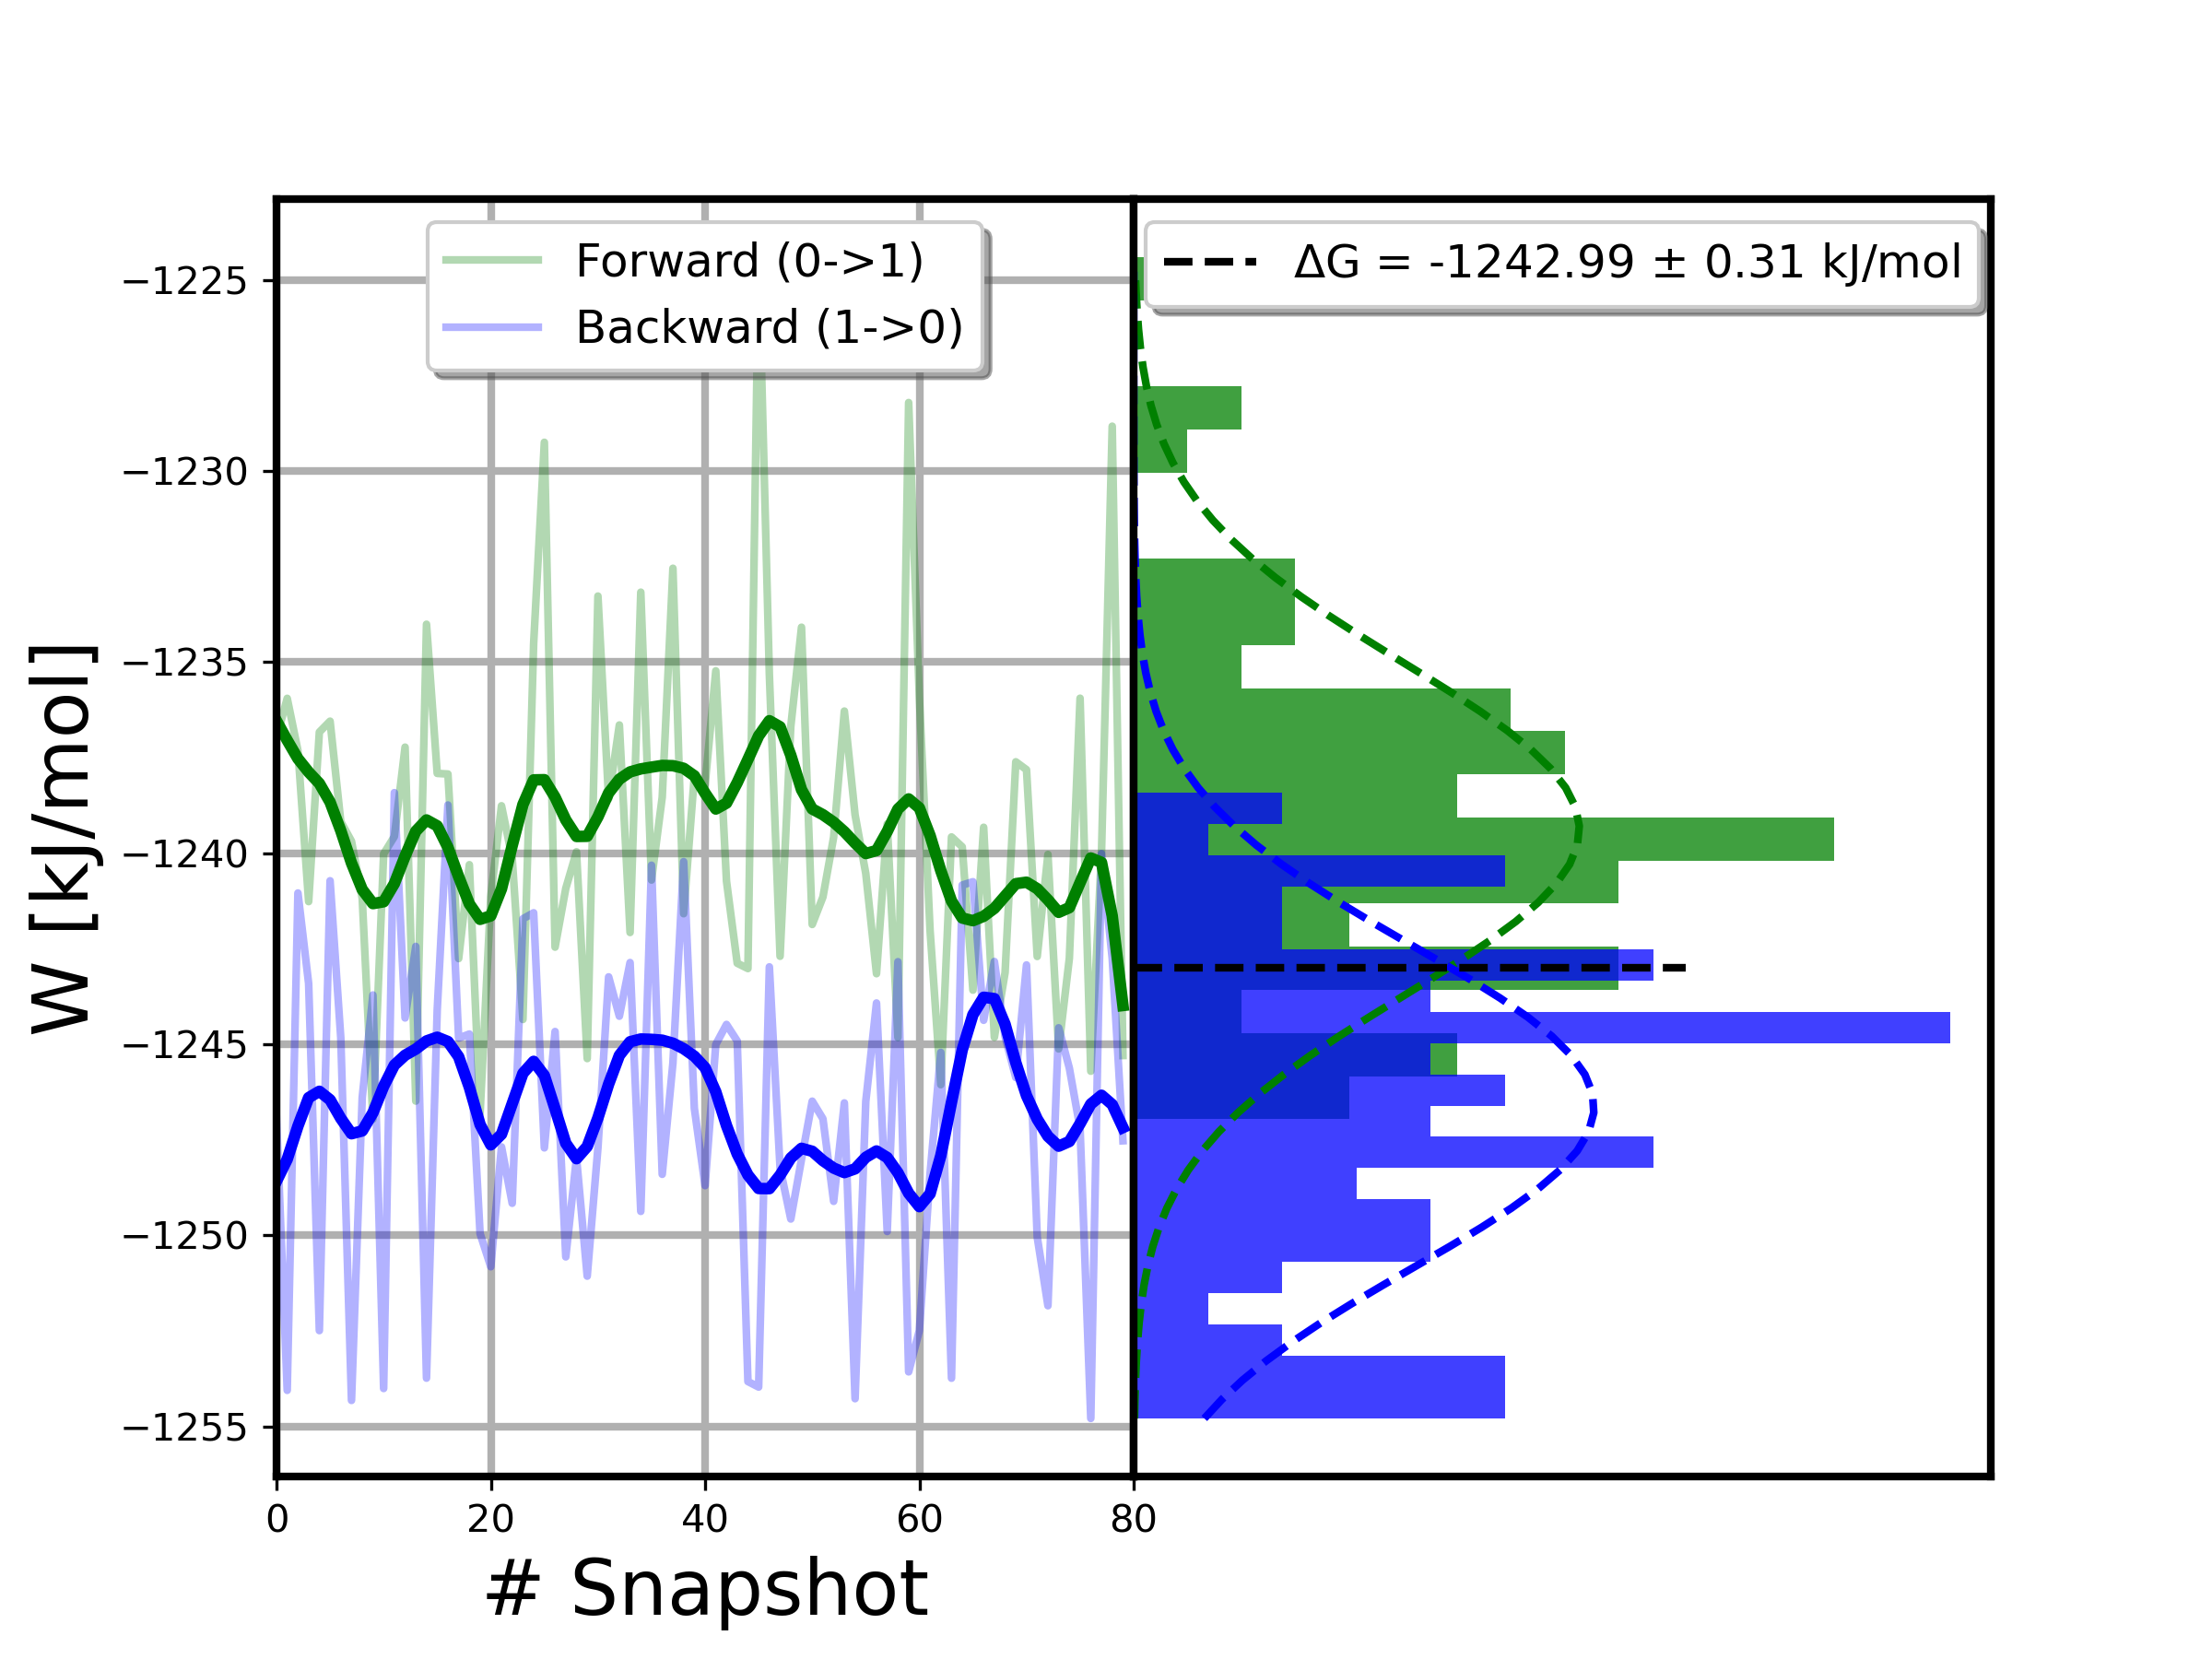 Forward (0->1)
Backward (1->0)
ΔG = -1242.99 ± 0.31 kJ/mol
W [kJ/mol]
−1225
−1230
−1235
−1240
−1245
−1250
−1255
0 20 40 60 80
# Snapshot